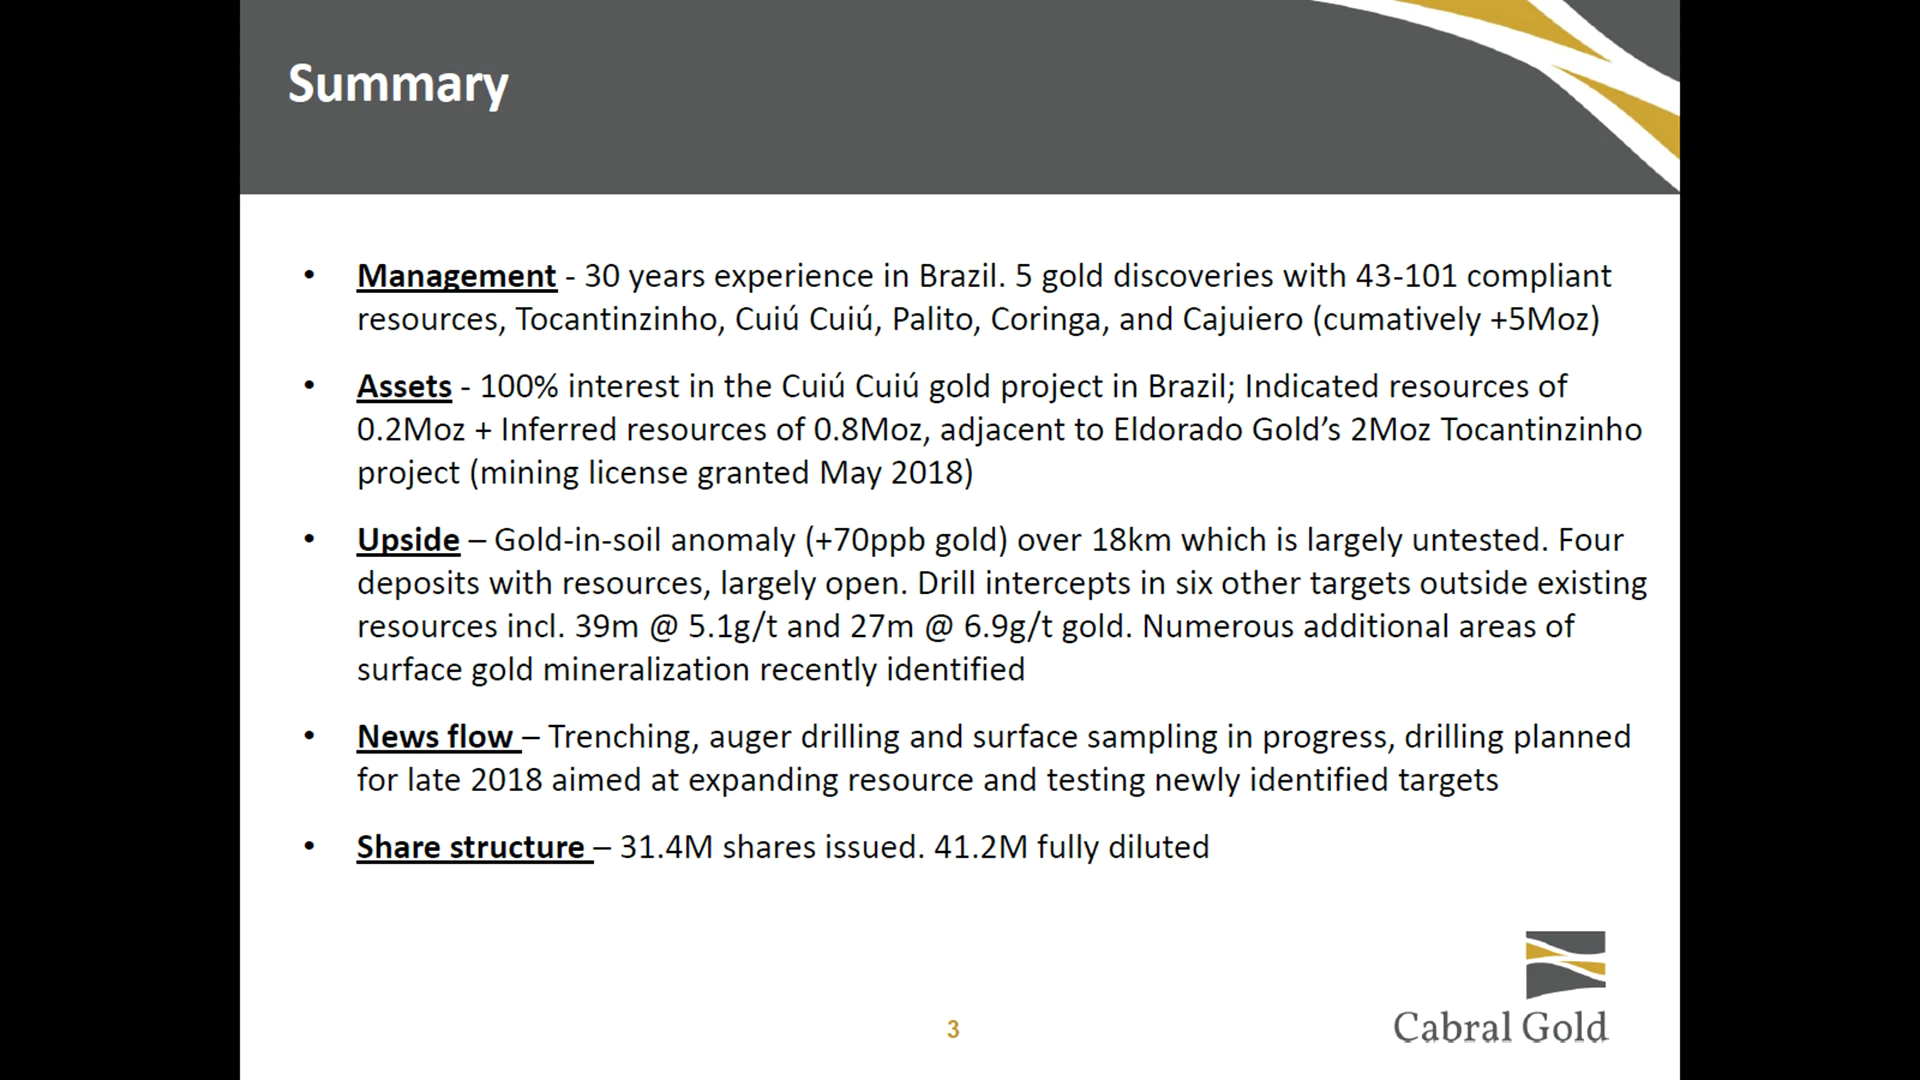 Summary
• Management - 30 years experience in Brazil. 5 gold discoveries with 43-101 compliant
resources, Tocantinzinho, Cuiú Cuiú, Palito, Coringa, and Cajuiero (cumatively +5Moz)
• Assets - 100% interest in the Cuiú Cuiú gold project in Brazil; Indicated resources of
0.2Moz + Inferred resources of 0.8Moz, adjacent to Eldorado Gold’s 2Moz Tocantinzinho
project (mining license granted May 2018)
• Upside – Gold-in-soil anomaly (+70ppb gold) over 18km which is largely untested. Four
deposits with resources, largely open. Drill intercepts in six other targets outside existing
resources incl. 39m @ 5.1g/t and 27m @ 6.9g/t gold. Numerous additional areas of
surface gold mineralization recently identified
• News flow – Trenching, auger drilling and surface sampling in progress, drilling planned
for late 2018 aimed at expanding resource and testing newly identified targets
• Share structure – 31.4M shares issued. 41.2M fully diluted
3
Cabral Gold